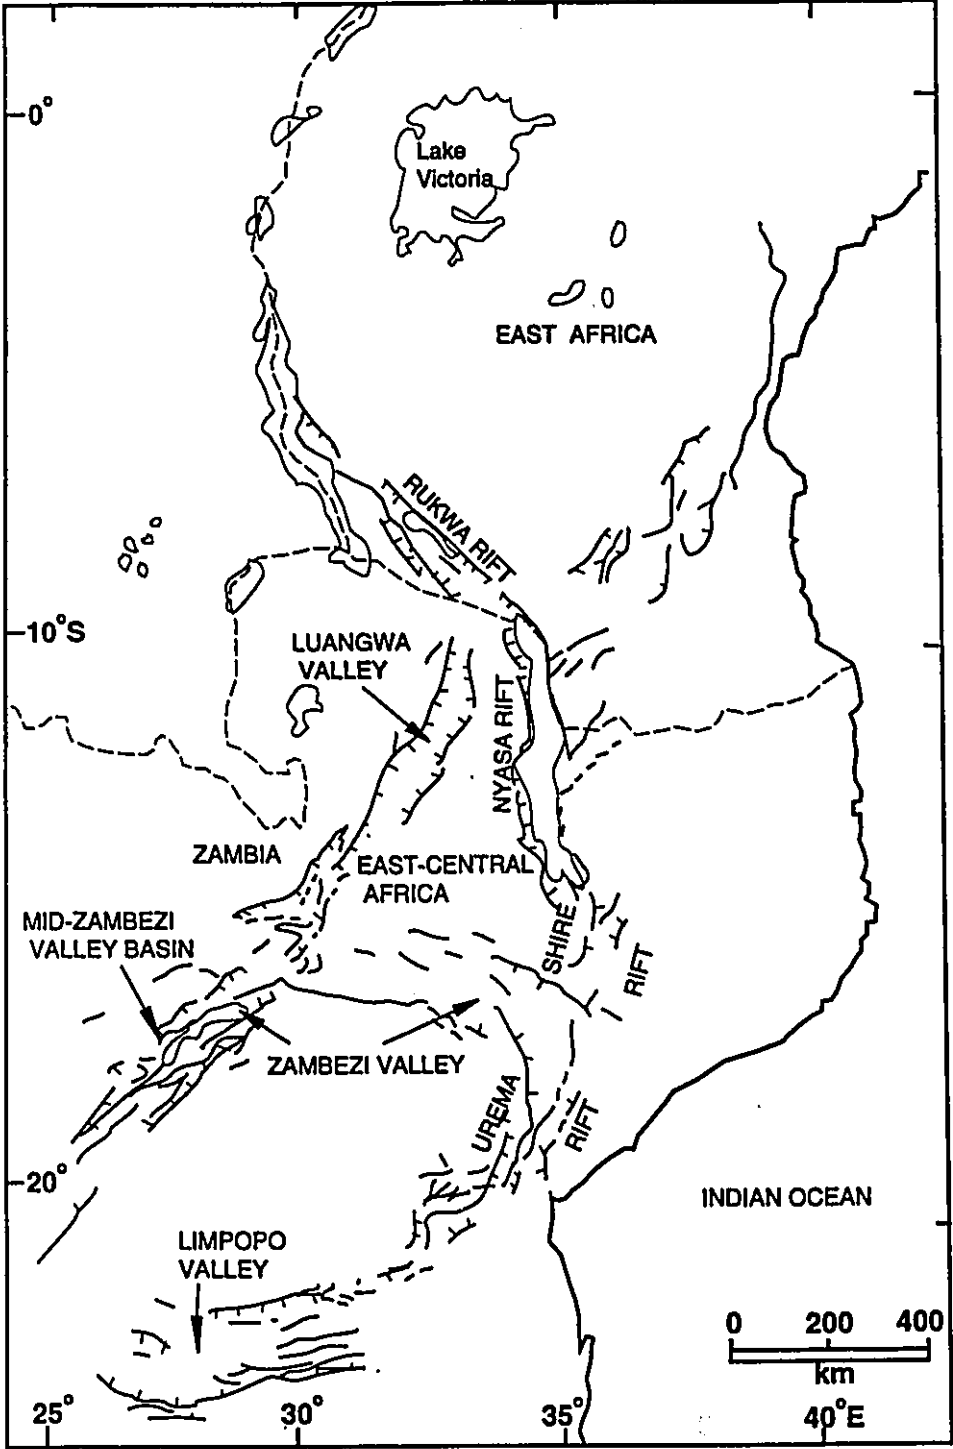 0°
Lake
Victoria
EAST AFRICA
RUKWA RIFT
10°S
LUANGWA
VALLEY
NYASA RIFT
ZAMBIA
EAST-CENTRAL
AFRICA
MID-ZAMBEZI
VALLEY BASIN
SHIRE
RIFT
ZAMBEZI VALLEY
UREMA
RIFT
20°
INDIAN OCEAN
LIMPOPO
VALLEY
0 200 400
km
25° 30° 35° 40°E